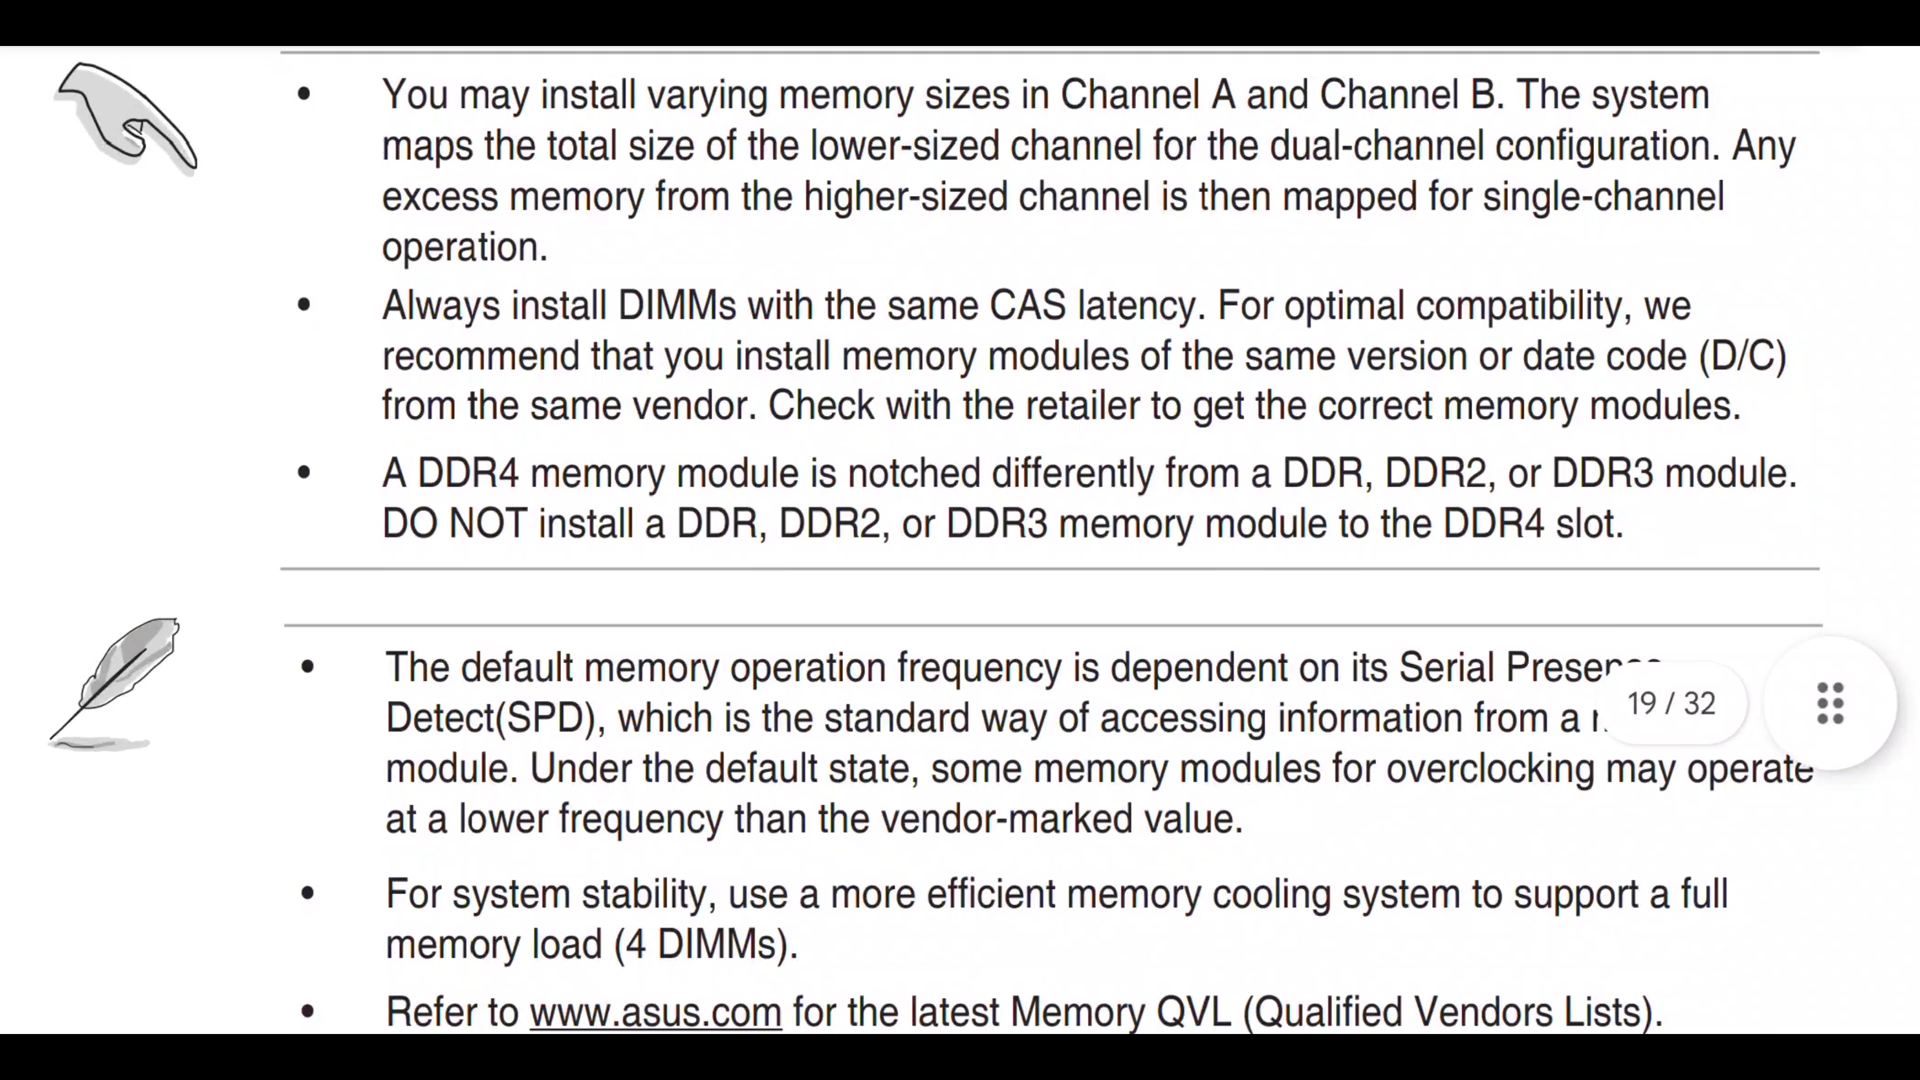 • You may install varying memory sizes in Channel A and Channel B. The system
maps the total size of the lower-sized channel for the dual-channel configuration. Any
excess memory from the higher-sized channel is then mapped for single-channel
operation.
• Always install DIMMs with the same CAS latency. For optimal compatibility, we
recommend that you install memory modules of the same version or date code (D/C)
from the same vendor. Check with the retailer to get the correct memory modules.
• A DDR4 memory module is notched differently from a DDR, DDR2, or DDR3 module.
DO NOT install a DDR, DDR2, or DDR3 memory module to the DDR4 slot.
• The default memory operation frequency is dependent on its Serial Presence
Detect(SPD), which is the standard way of accessing information from a
19 / 32
module. Under the default state, some memory modules for overclocking may operate
at a lower frequency than the vendor-marked value.
• For system stability, use a more efficient memory cooling system to support a full
memory load (4 DIMMs).
• Refer to www.asus.com for the latest Memory QVL (Qualified Vendors Lists).